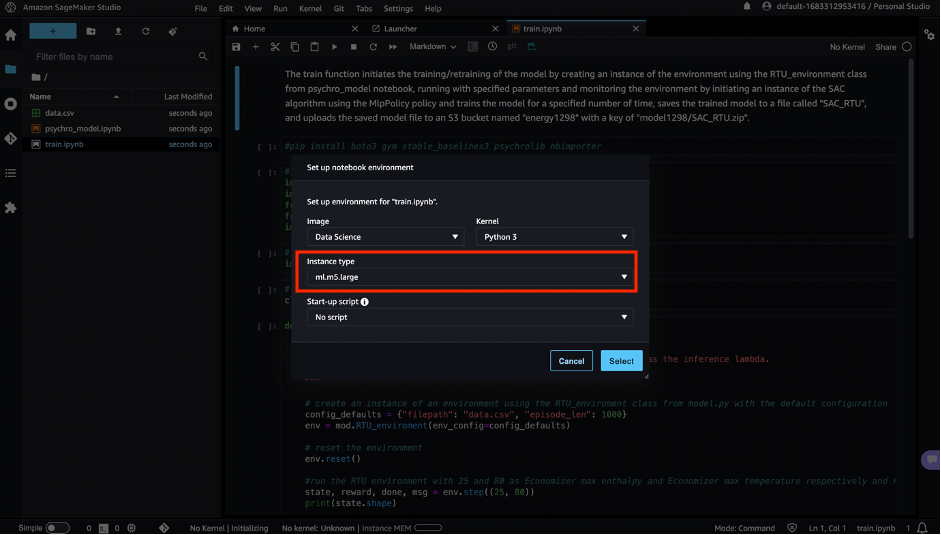 Amazon SageMaker Studio
File Edit View Run Kernel Git Tabs Settings Help
default-1683312953416 / Personal Studio
Home
Launcher
train.ipynb
Markdown
git
No Kernel
Share
Filter files by name
/
Name
Last Modified
data.csv
seconds ago
psychro_model.ipynb
seconds ago
train.ipynb
seconds ago
The train function initiates the training/retraining of the model by creating an instance of the environment using the RTU_environment class
from psychro_model notebook, running with specified parameters and monitoring the environment by initiating an instance of the SAC
algorithm using the MlpPolicy policy and trains the model for a specified number of time, saves the trained model to a file called "SAC_RTU",
and uploads the saved model file to an S3 bucket named "energy1298" with a key of "model1298/SAC_RTU.zip".
[ ]: #pip install boto3 gym stable_baselines3 psychrolib nbimporter
[ ]: #
[ ]: #
[ ]: #
[ ]: de
Set up notebook environment
Set up environment for "train.ipynb".
Image
Kernel
Data Science
Python 3
Instance type
ml.m5.large
Start-up script
No script
Cancel
Select
as the inference lambda.
"""
# create an instance of an environment using the RTU_enviroment class from model.py with the default configuration
config_defaults = {"filepath": "data.csv", "episode_len": 1000}
env = mod.RTU_enviroment(env_config=config_defaults)
# reset the environment
env.reset()
#run the RTU environment with 25 and 80 as Economizer max enthalpy and Economizer max temperature respectively and r
state, reward, done, msg = env.step((25, 80))
print(state.shape)
Simple
0
0
No Kernel | Initializing
No kernel: Unknown | Instance MEM
Mode: Command
Ln 1, Col 1
train.ipynb
1